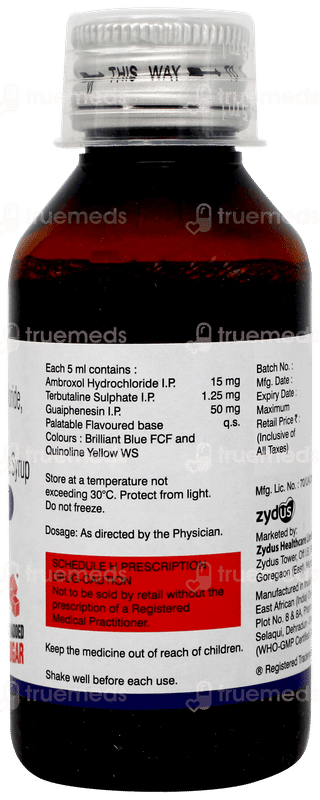 THIS WAY
TO
truemeds
Each 5 ml contains :
Ambroxol Hydrochloride I.P. 15 mg
Terbutaline Sulphate I.P. 1.25 mg
Guaiphenesin I.P. 50 mg
Palatable Flavoured base q.s.
Colours : Brilliant Blue FCF and
Quinoline Yellow WS
Store at a temperature not
exceeding 30°C. Protect from light.
Do not freeze.
Dosage: As directed by the Physician.
SCHEDULE H PRESCRIPTION
DRUG-CAUTION
Not to be sold by retail without the
prescription of a Registered
Medical Practitioner.
Keep the medicine out of reach of children.
Shake well before each use.
Syrup
Batch No. :
Mfg. Date :
Expiry Date :
Maximum
Retail Price ₹ :
(Inclusive of
All Taxes)
Mfg. Lic. No. :
zydus
Marketed by:
Zydus Healthcare
Zydus Tower,
Goregaon
Manufactured in
East African
Plot No. 8 & 8A,
Selaqui,
(WHO-GMP
® Registered